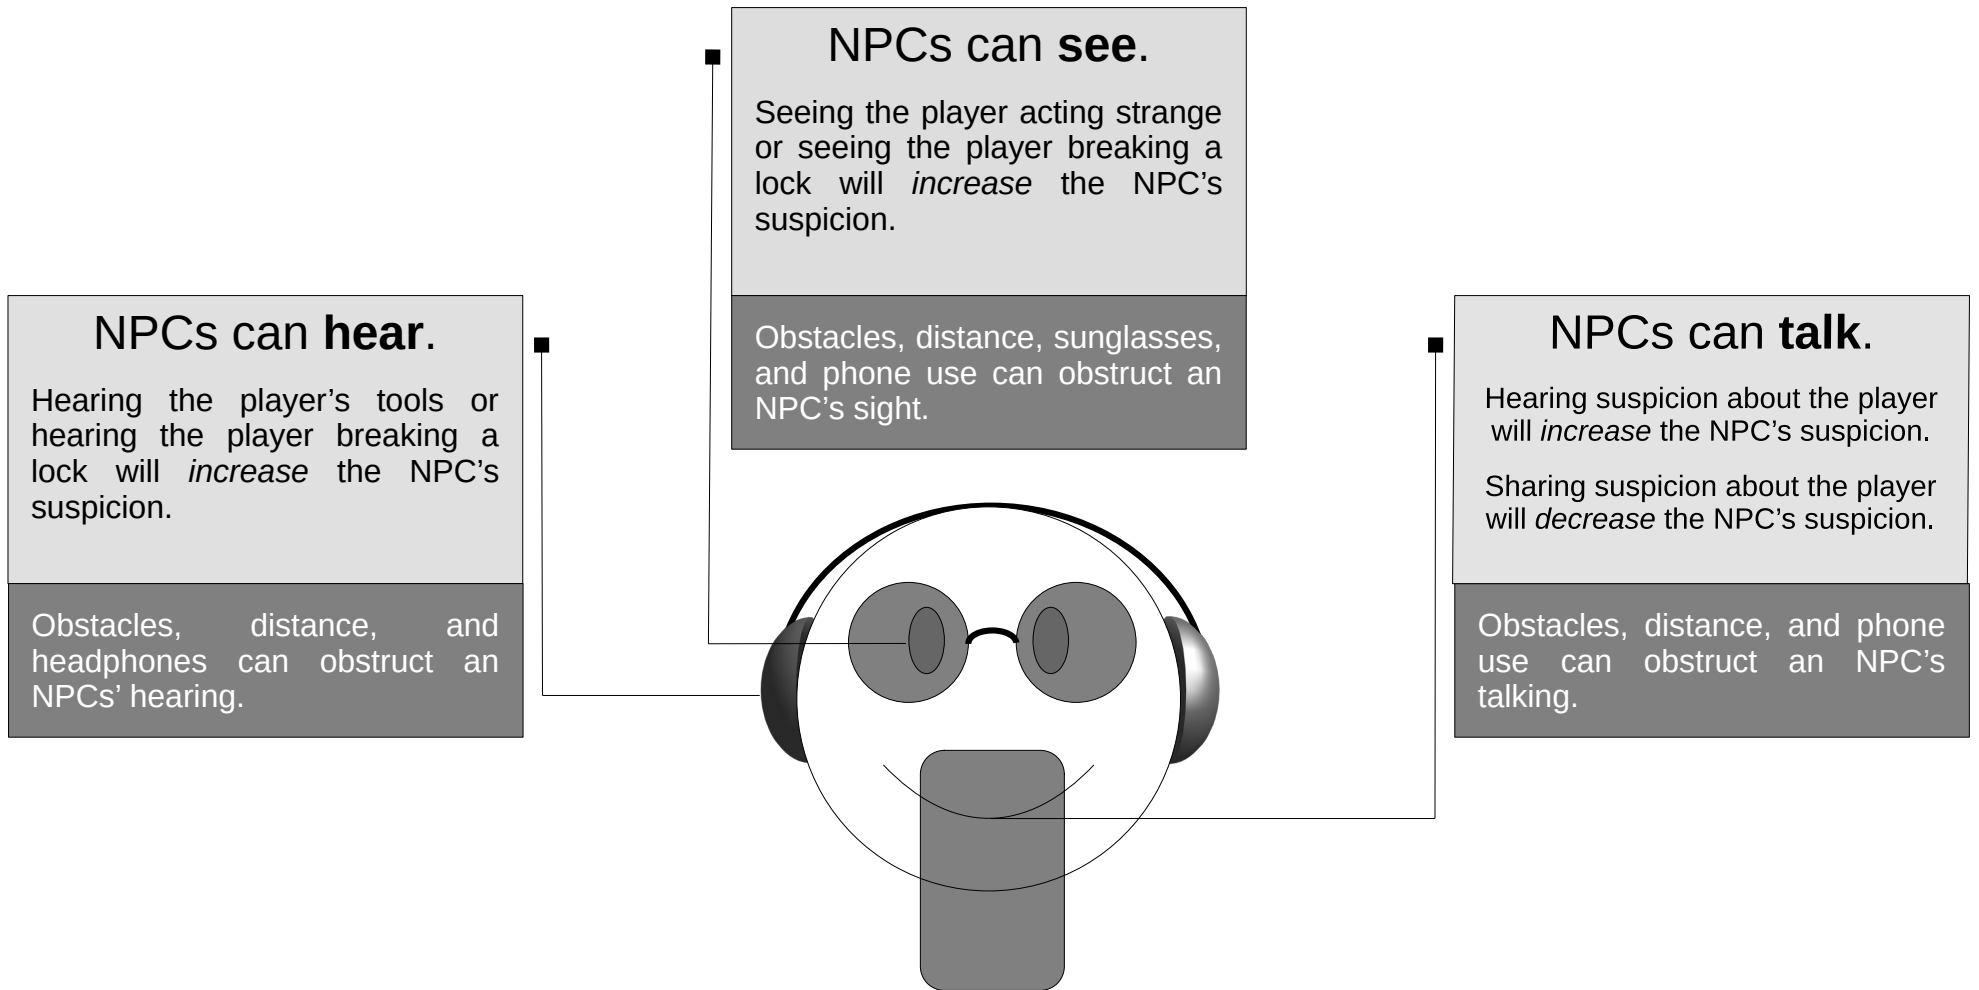 NPCs can see.
Seeing the player acting strange
or seeing the player breaking a
lock will increase the NPC’s
suspicion.
Obstacles, distance, sunglasses,
and phone use can obstruct an
NPC’s sight.
NPCs can hear.
Hearing the player’s tools or
hearing the player breaking a
lock will increase the NPC’s
suspicion.
Obstacles, distance, and
headphones can obstruct an
NPCs’ hearing.
NPCs can talk.
Hearing suspicion about the player
will increase the NPC’s suspicion.
Sharing suspicion about the player
will decrease the NPC’s suspicion.
Obstacles, distance, and phone
use can obstruct an NPC’s
talking.